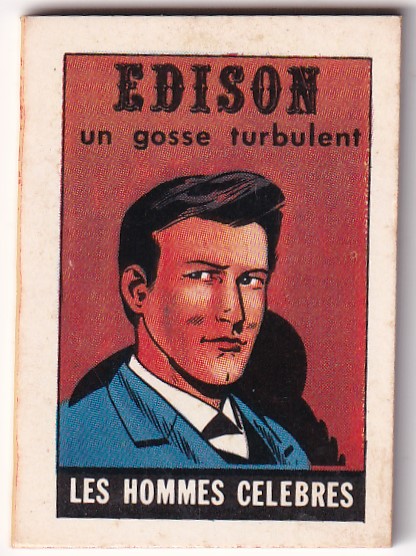 EDISON
un gosse turbulent
LES HOMMES CELEBRES